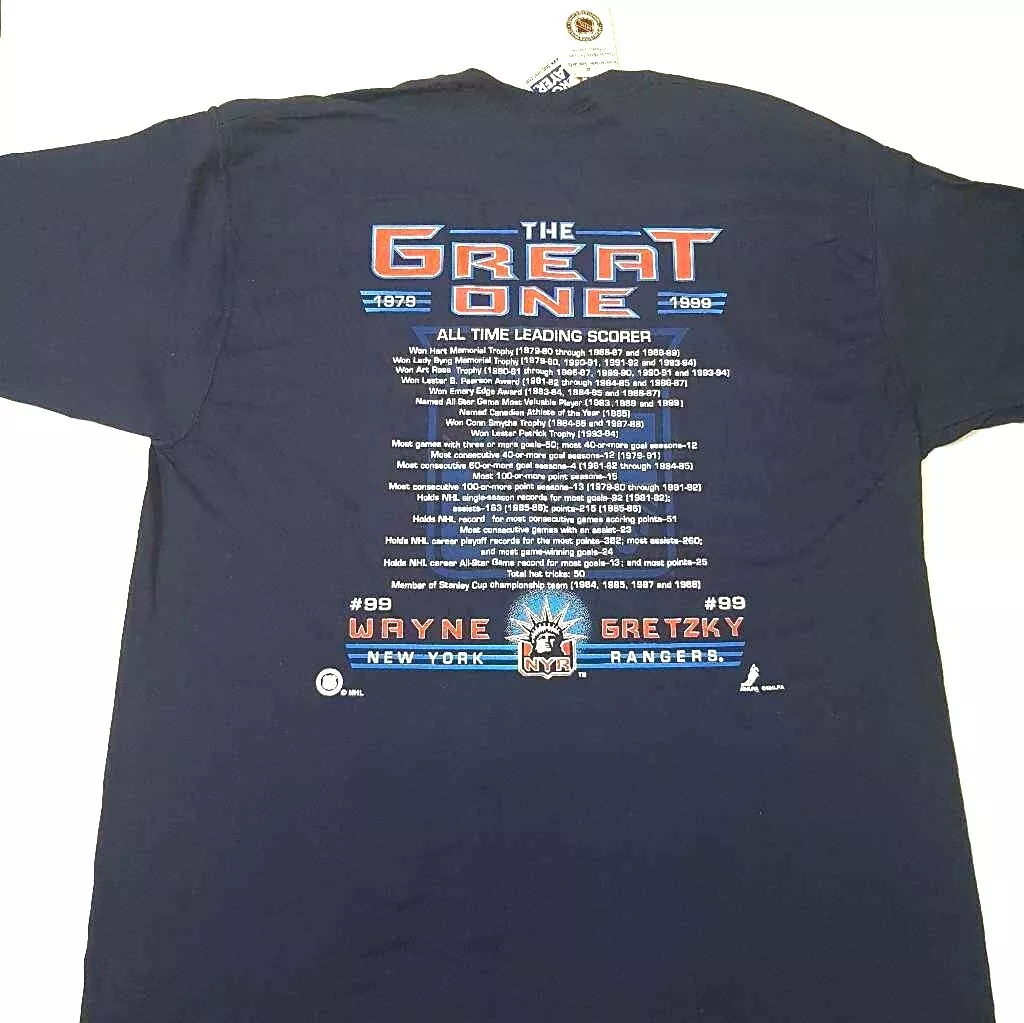 THE
GREAT
ONE
1979 1999
ALL TIME LEADING SCORER
Won Hart Memorial Trophy (1979-80 through 1986-87 and 1988-89)
Won Lady Byng Memorial Trophy (1979-80, 1990-91, 1991-92 and 1993-94)
Won Art Ross Trophy (1980-81 through 1986-87, 1989-90, 1990-91 and 1993-94)
Won Lester B. Pearson Award (1981-82 through 1984-85 and 1986-87)
Won Emery Edge Award (1983-84, 1984-85 and 1986-87)
Named All-Star Game Most Valuable Player (1983, 1989 and 1999)
Named Canadian Athlete of the Year (1985)
Won Conn Smythe Trophy (1984-85 and 1987-88)
Won Lester Patrick Trophy (1993-94)
Most games with three or more goals-50; most 40-or-more goal seasons-12
Most consecutive 40-or-more goal seasons-12 (1979-91)
Most consecutive 60-or-more goal seasons-4 (1981-82 through 1984-85)
Most 100-or-more point seasons-15
Most consecutive 100-or-more point seasons-13 (1979-80 through 1991-92)
Holds NHL single-season records for most goals-92 (1981-82);
assists-163 (1985-86); points-215 (1985-86)
Holds NHL record for most consecutive games scoring points-51
Most consecutive games with an assist-23
Holds NHL career playoff records for the most points-382; most assists-260;
and most game-winning goals-24
Holds NHL career All-Star Game record for most goals-13; and most points-25
Total hat tricks: 50
Member of Stanley Cup championship team (1984, 1985, 1987 and 1988)
#99 #99
WAYNE GRETZKY
NEW YORK RANGERS®
NYR
TM
© NHL